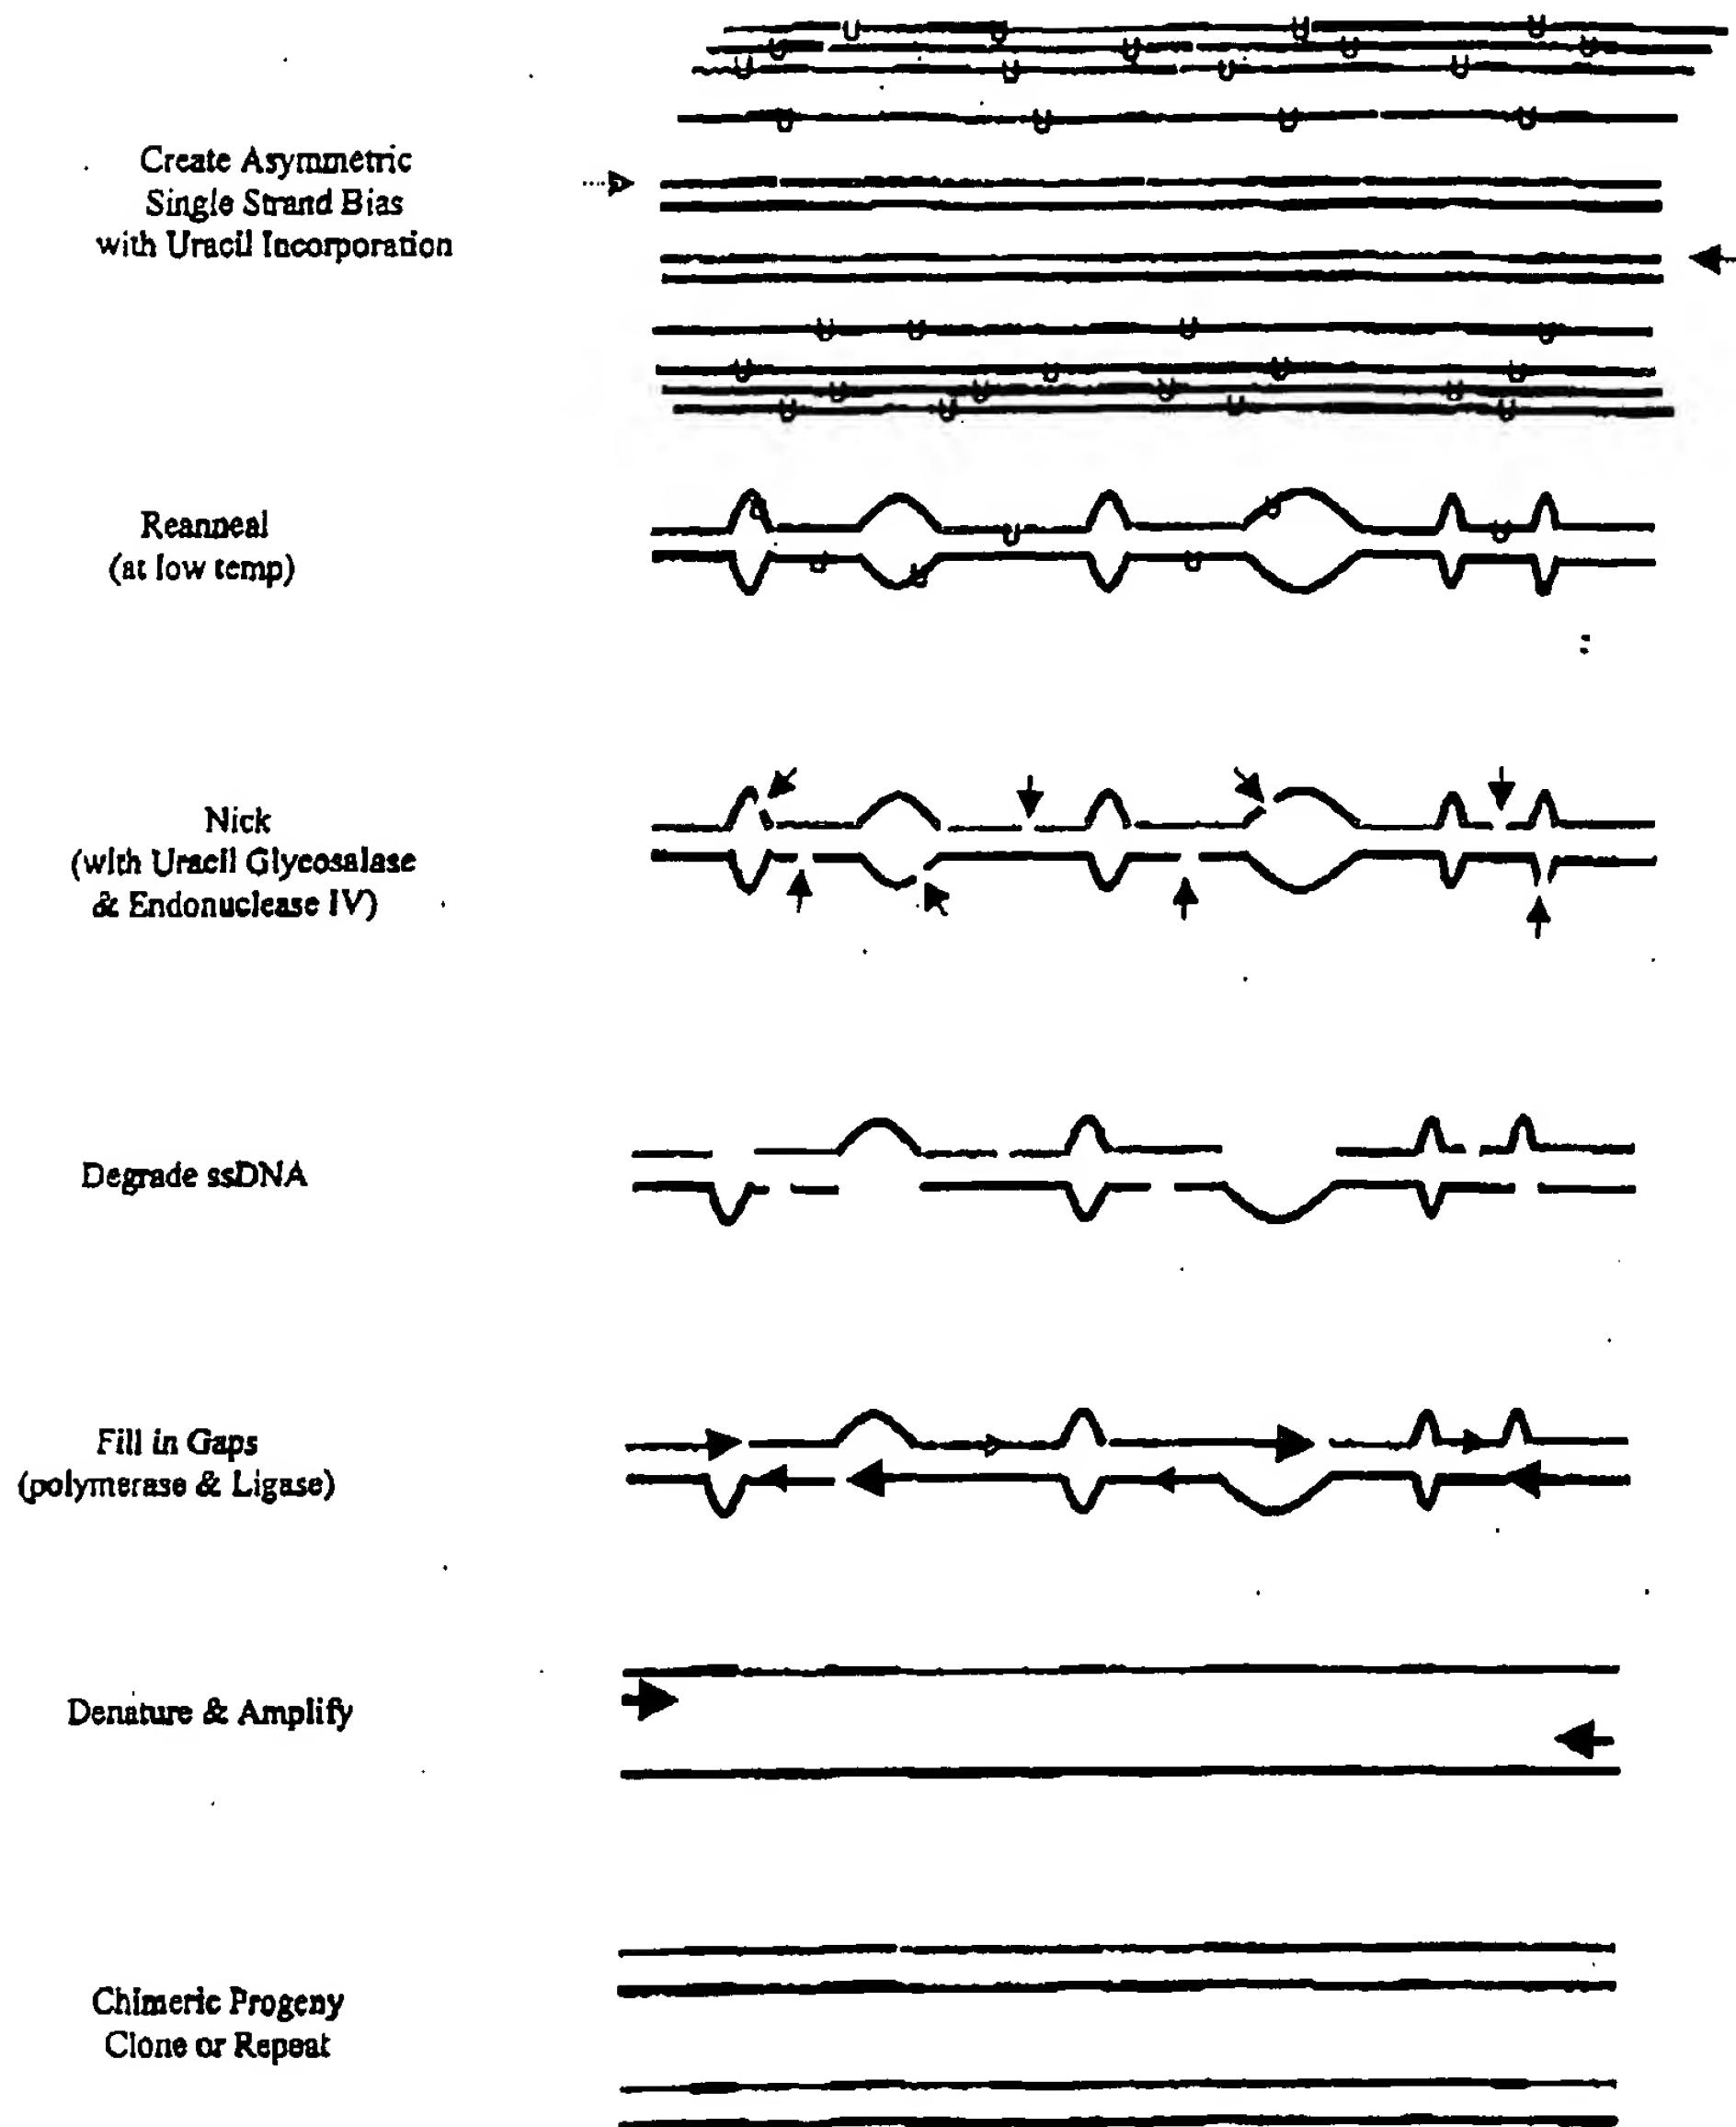 Create Asymmetric
Single Strand Bias
with Uracil Incorporation
U U U U
U U U U
U U U U
U U U U
U U U U
U U U U
U U U U
U U U U
Reanneal
(at low temp)
U U U U
U U U
Nick
(with Uracil Glycosalase
& Endonuclease IV)
Degrade ssDNA
Fill in Gaps
(polymerase & Ligase)
Denature & Amplify
Chimeric Progeny
Clone or Repeat